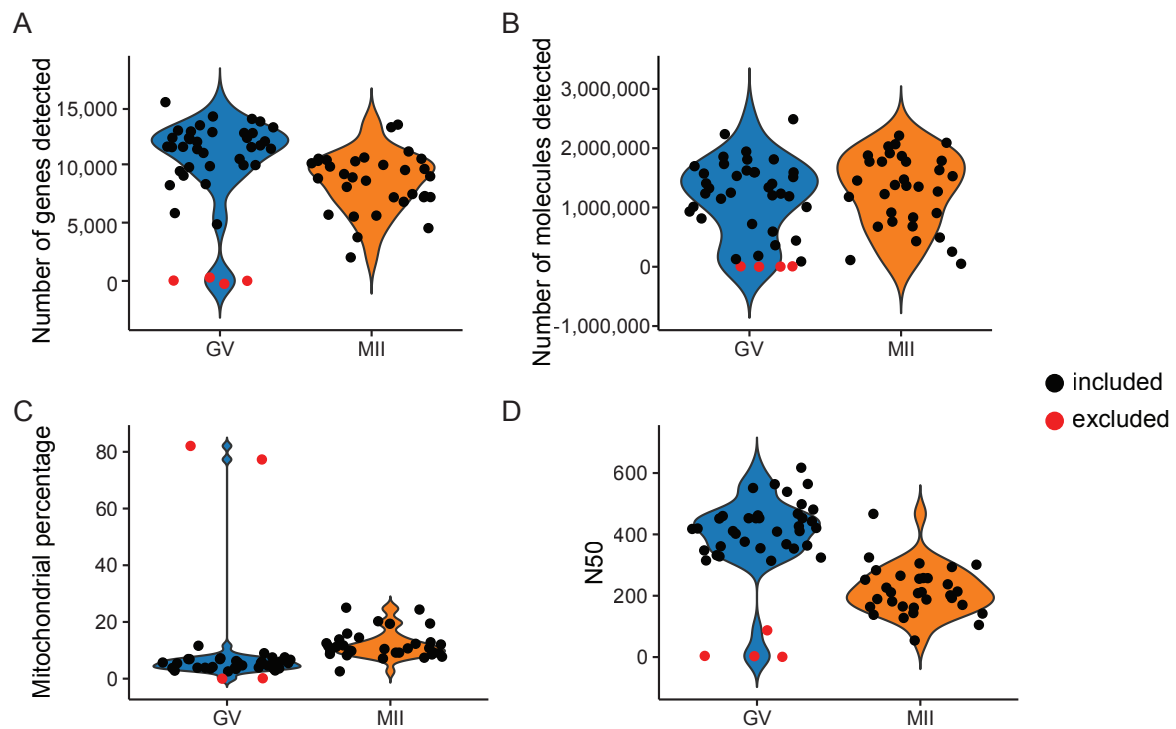 A
Number of genes detected
15,000
10,000
5,000
0
GV
MII
B
Number of molecules detected
3,000,000
2,000,000
1,000,000
0
-1,000,000
GV
MII
included
excluded
C
Mitochondrial percentage
80
60
40
20
0
GV
MII
D
N50
600
400
200
0
GV
MII